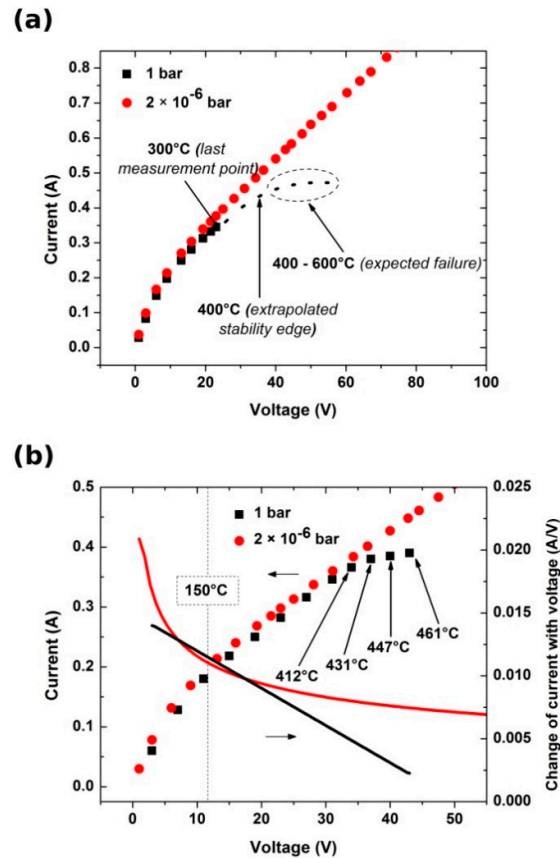 (a)
0.8
0.7
0.6
0.5
0.4
0.3
0.2
0.1
0.0
Current (A)
1 bar
2 × 10⁻⁶ bar
300°C (last
measurement point)
400 - 600°C (expected failure)
400°C (extrapolated
stability edge)
0 20 40 60 80 100
Voltage (V)
(b)
0.5
0.4
0.3
0.2
0.1
0.0
Current (A)
1 bar
2 × 10⁻⁶ bar
150°C
412°C
431°C
447°C
461°C
0.025
0.020
0.015
0.010
0.005
0.000
Change of current with voltage (A/V)
0 10 20 30 40 50
Voltage (V)